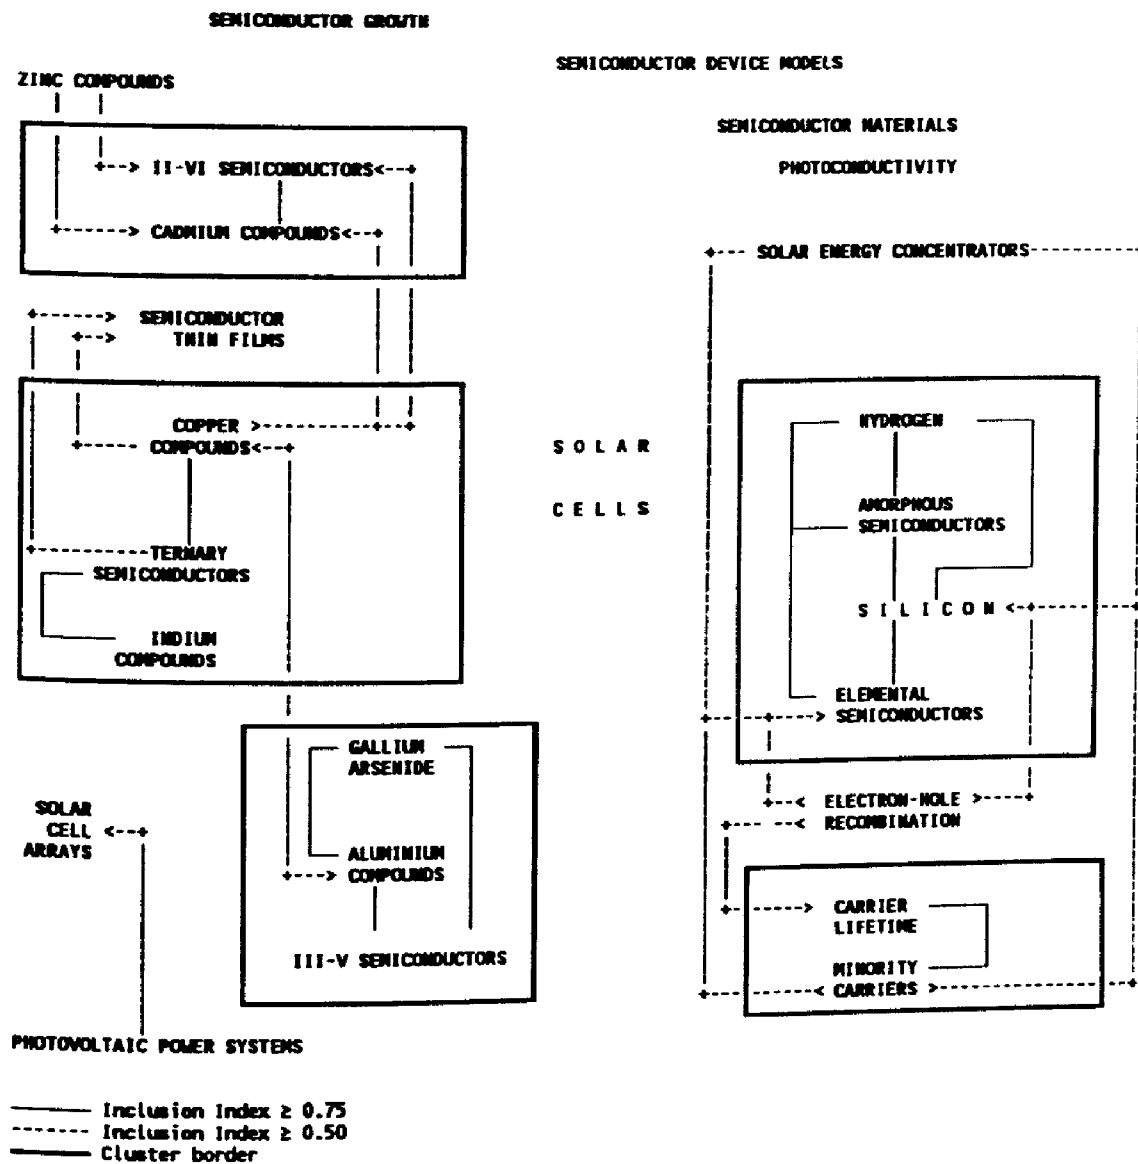 SEMICONDUCTOR GROWTH
SEMICONDUCTOR DEVICE MODELS
ZINC COMPOUNDS
SEMICONDUCTOR MATERIALS
II-VI SEMICONDUCTORS
PHOTOCONDUCTIVITY
CADMIUM COMPOUNDS
SOLAR ENERGY CONCENTRATORS
SEMICONDUCTOR
THIN FILMS
COPPER
COMPOUNDS
HYDROGEN
SOLAR
CELLS
AMORPHOUS
SEMICONDUCTORS
TERNARY
SEMICONDUCTORS
SILICON
INDIUM
COMPOUNDS
ELEMENTAL
SEMICONDUCTORS
GALLIUM
ARSENIDE
SOLAR
CELL
ARRAYS
ELECTRON-HOLE
RECOMBINATION
ALUMINIUM
COMPOUNDS
CARRIER
LIFETIME
III-V SEMICONDUCTORS
MINORITY
CARRIERS
PHOTOVOLTAIC POWER SYSTEMS
Inclusion Index ≥ 0.75
Inclusion Index ≥ 0.50
Cluster border